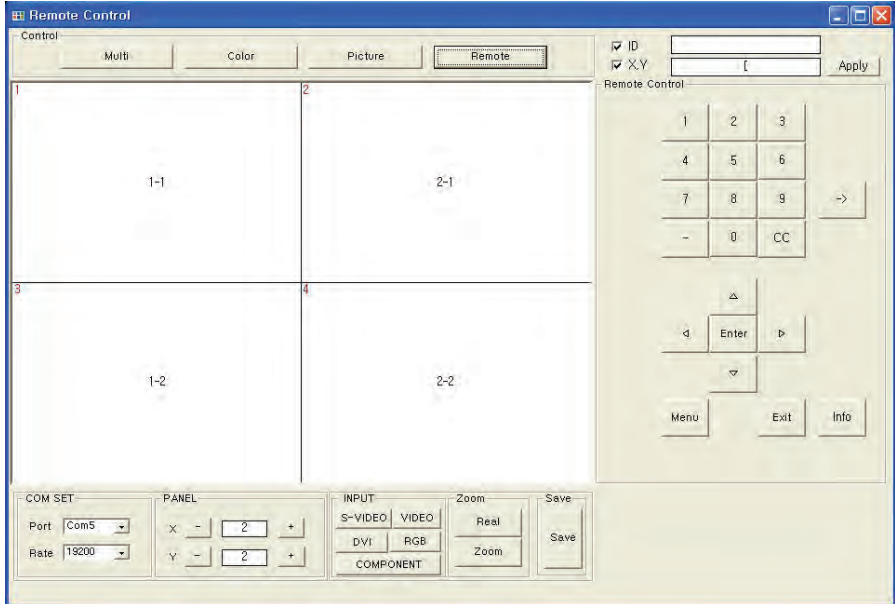 Remote Control
Control
Multi Color Picture Remote
ID
X.Y [ Apply
1 2
1-1 2-1
3 4
1-2 2-2
Remote Control
1 2 3
4 5 6
7 8 9 ->
- 0 CC
Enter
Menu Exit Info
COM SET
Port Com5
Rate 19200
PANEL
X - 2 +
Y - 2 +
INPUT
S-VIDEO VIDEO
DVI RGB
COMPONENT
Zoom
Real
Zoom
Save
Save